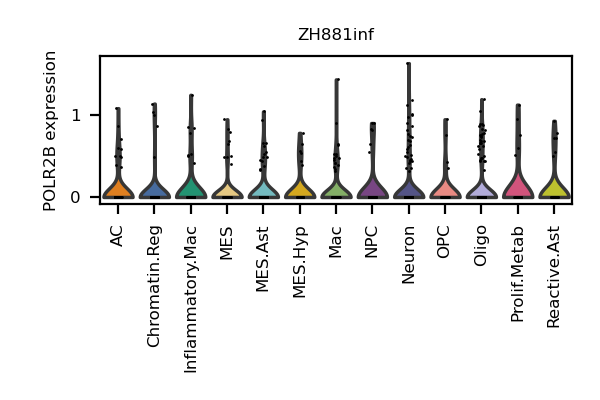 ZH881inf
POLR2B expression
1
0
AC
Chromatin.Reg
Inflammatory.Mac
MES
MES.Ast
MES.Hyp
Mac
NPC
Neuron
OPC
Oligo
Prolif.Metab
Reactive.Ast